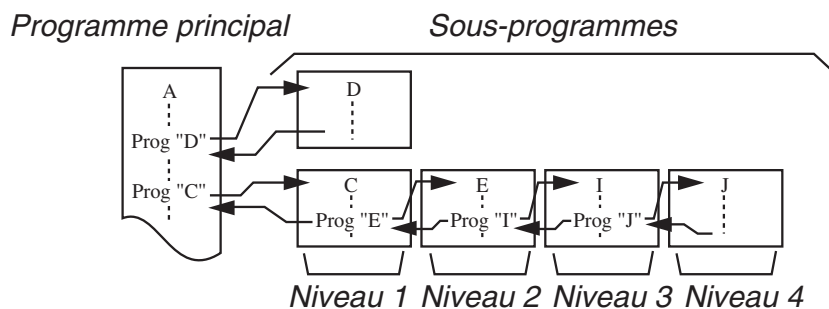 Programme principal
Sous-programmes
A
D
Prog "D"
Prog "C"
C
E
I
J
Prog "E"
Prog "I"
Prog "J"
Niveau 1
Niveau 2
Niveau 3
Niveau 4